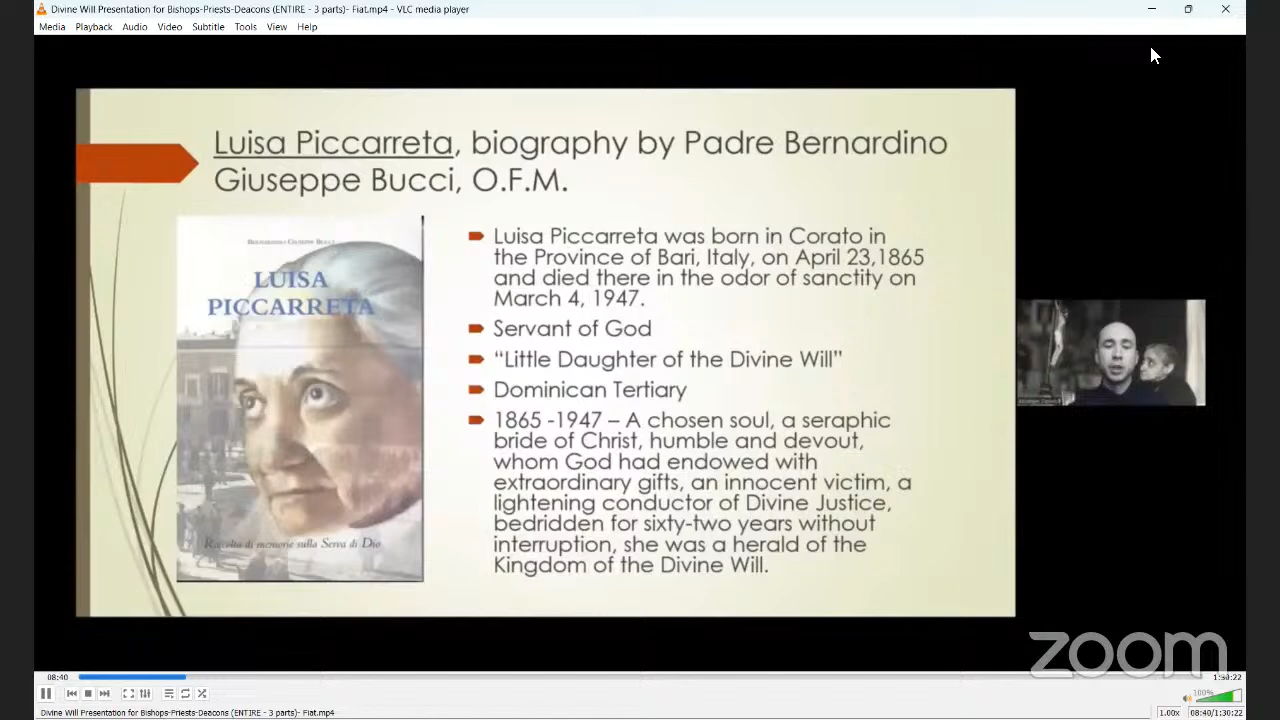 Divine Will Presentation for Bishops-Priests-Deacons (ENTIRE - 3 parts)- Fiat.mp4 - VLC media player
Media Playback Audio Video Subtitle Tools View Help
Luisa Piccarreta, biography by Padre Bernardino
Giuseppe Bucci, O.F.M.
Bernardino Giuseppe Bucci
LUISA
PICCARRETA
Raccolta di memorie sulla Serva di Dio
Luisa Piccarreta was born in Corato in
the Province of Bari, Italy, on April 23,1865
and died there in the odor of sanctity on
March 4, 1947.
Servant of God
“Little Daughter of the Divine Will”
Dominican Tertiary
1865 -1947 – A chosen soul, a seraphic
bride of Christ, humble and devout,
whom God had endowed with
extraordinary gifts, an innocent victim, a
lightening conductor of Divine Justice,
bedridden for sixty-two years without
interruption, she was a herald of the
Kingdom of the Divine Will.
zoom
08:40
1:30:22
100%
Divine Will Presentation for Bishops-Priests-Deacons (ENTIRE - 3 parts)- Fiat.mp4
1.00x
08:40/1:30:22